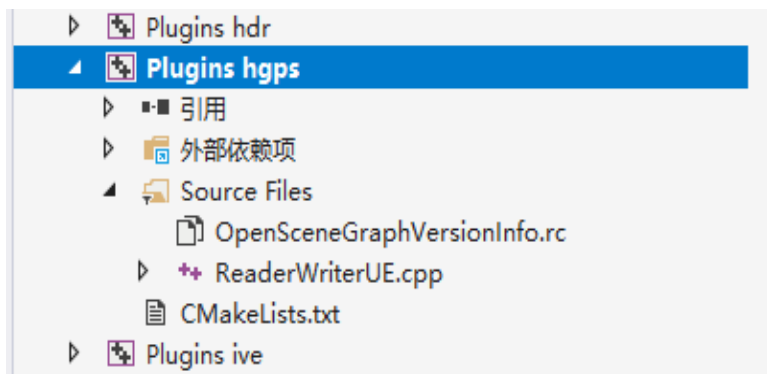 Plugins hdr
Plugins hgps
引用
外部依赖项
Source Files
OpenSceneGraphVersionInfo.rc
ReaderWriterUE.cpp
CMakeLists.txt
Plugins ive